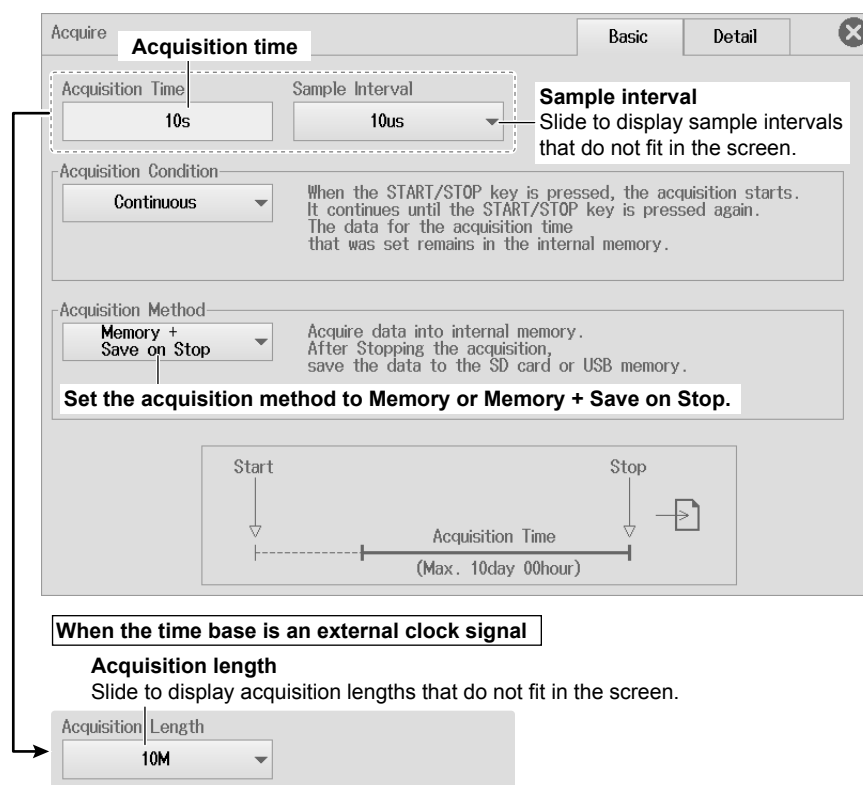 Acquire
Basic
Detail
Acquisition time
Acquisition Time
Sample Interval
10s
10us
Sample interval
Slide to display sample intervals
that do not fit in the screen.
Acquisition Condition
Continuous
When the START/STOP key is pressed, the acquisition starts.
It continues until the START/STOP key is pressed again.
The data for the acquisition time
that was set remains in the internal memory.
Acquisition Method
Memory +
Save on Stop
Acquire data into internal memory.
After Stopping the acquisition,
save the data to the SD card or USB memory.
Set the acquisition method to Memory or Memory + Save on Stop.
Start
Stop
Acquisition Time
(Max. 10day 00hour)
When the time base is an external clock signal
Acquisition length
Slide to display acquisition lengths that do not fit in the screen.
Acquisition Length
10M